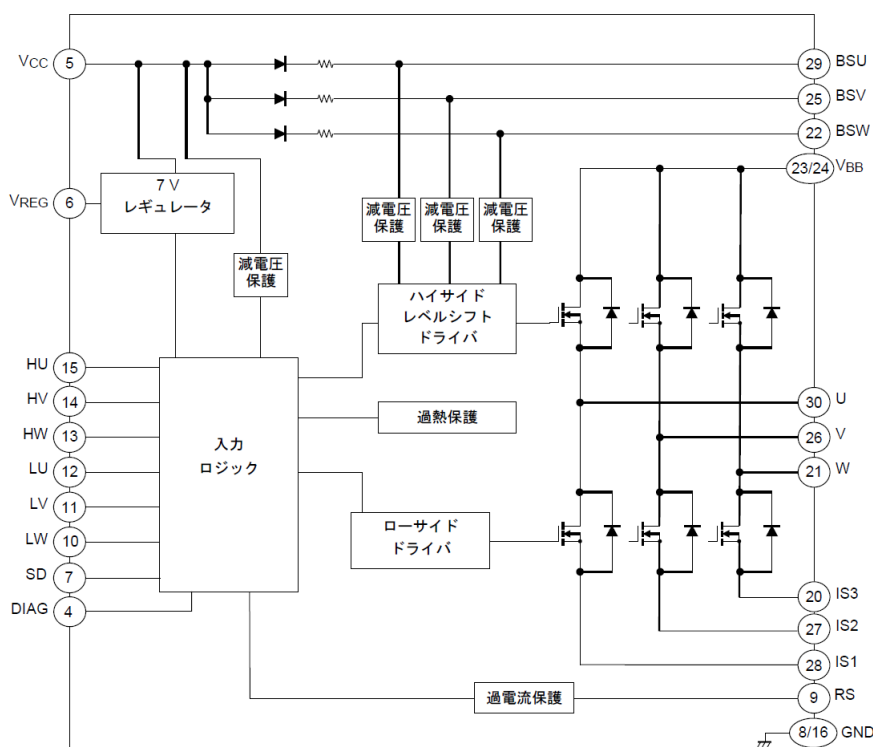 VCC 5
29 BSU
25 BSV
22 BSW
23/24 VBB
VREG 6
7 V
レギュレータ
減電圧
保護
減電圧
保護
減電圧
保護
減電圧
保護
ハイサイド
レベルシフト
ドライバ
HU 15
HV 14
HW 13
LU 12
LV 11
LW 10
SD 7
DIAG 4
入力
ロジック
過熱保護
ローサイド
ドライバ
30 U
26 V
21 W
20 IS3
27 IS2
28 IS1
過電流保護
9 RS
8/16 GND